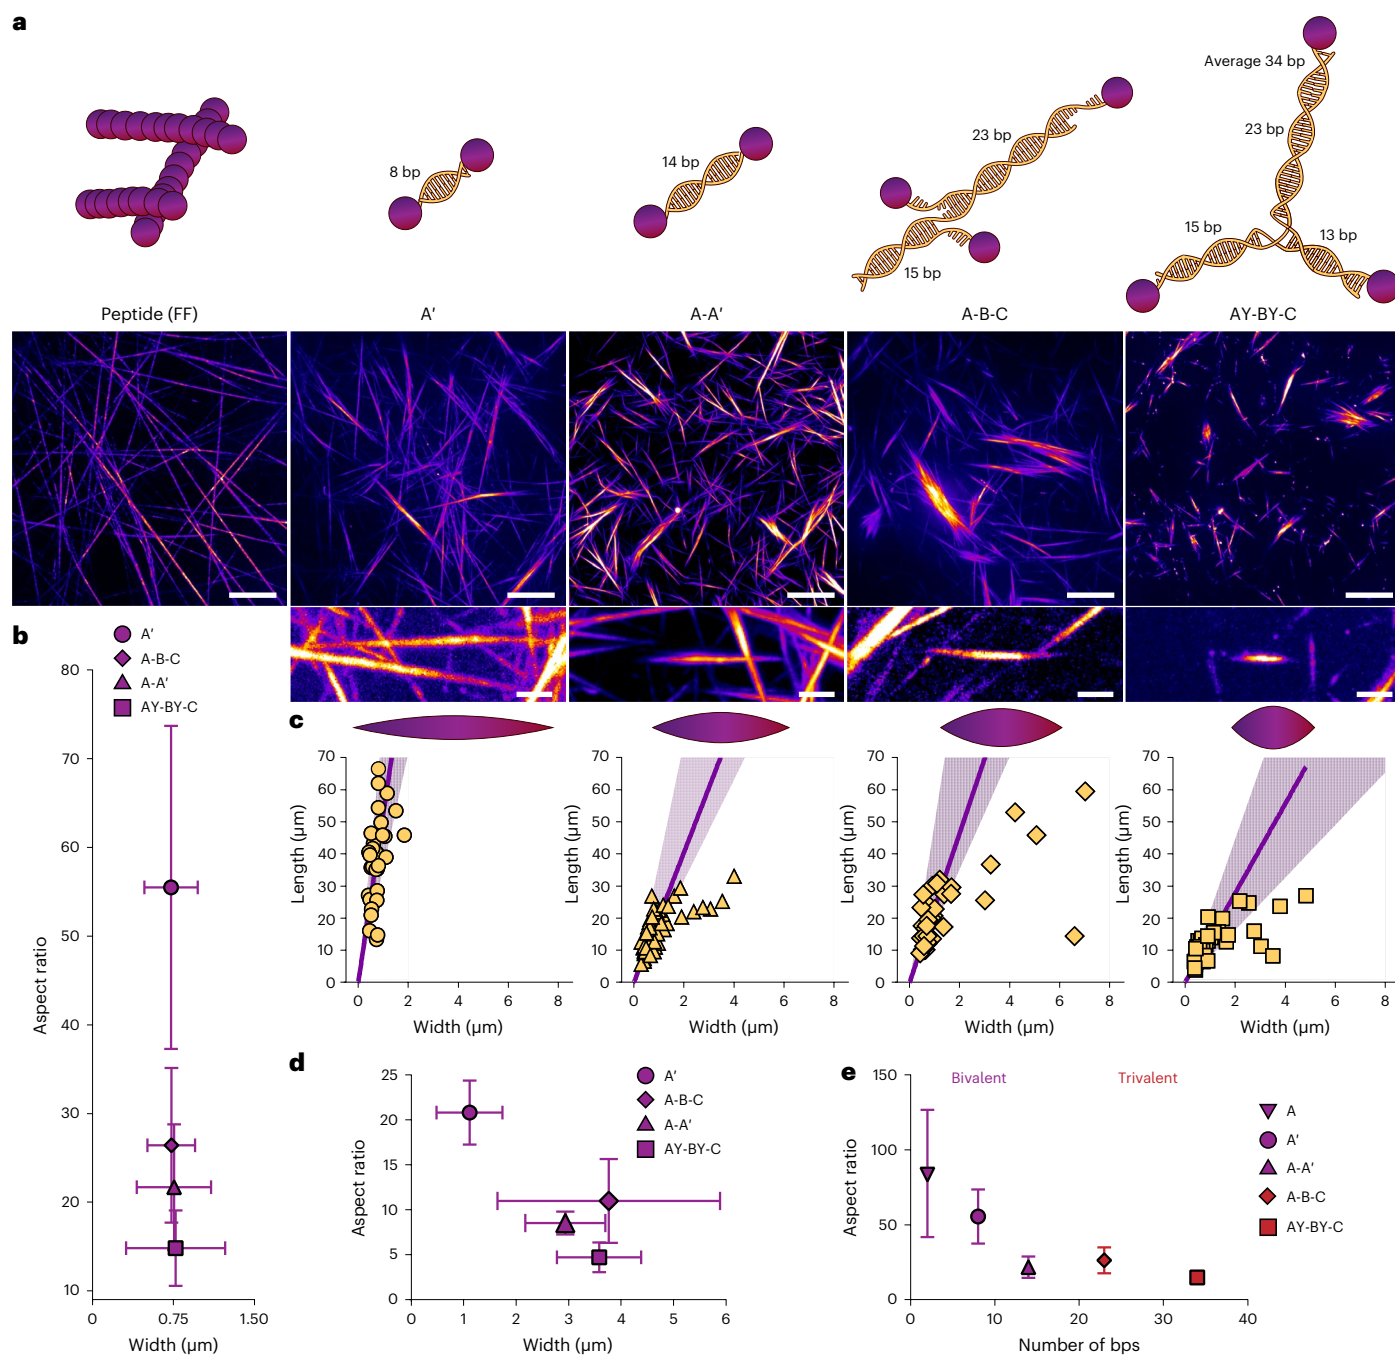 a
Average 34 bp
23 bp
23 bp
14 bp
8 bp
15 bp
13 bp
15 bp
Peptide (FF)
A′
A-A′
A-B-C
AY-BY-C
b
A′
A-B-C
A-A′
AY-BY-C
80
70
60
50
40
30
20
10
Aspect ratio
0
0.75
1.50
Width (μm)
c
70
60
50
40
30
20
10
0
Length (μm)
0
2
4
6
8
Width (μm)
70
60
50
40
30
20
10
0
Length (μm)
0
2
4
6
8
Width (μm)
70
60
50
40
30
20
10
0
Length (μm)
0
2
4
6
8
Width (μm)
70
60
50
40
30
20
10
0
Length (μm)
0
2
4
6
8
Width (μm)
d
25
20
15
10
5
0
Aspect ratio
A′
A-B-C
A-A′
AY-BY-C
0
1
2
3
4
5
6
Width (μm)
e
150
100
50
0
Aspect ratio
Bivalent
Trivalent
A
A′
A-A′
A-B-C
AY-BY-C
0
10
20
30
40
Number of bps